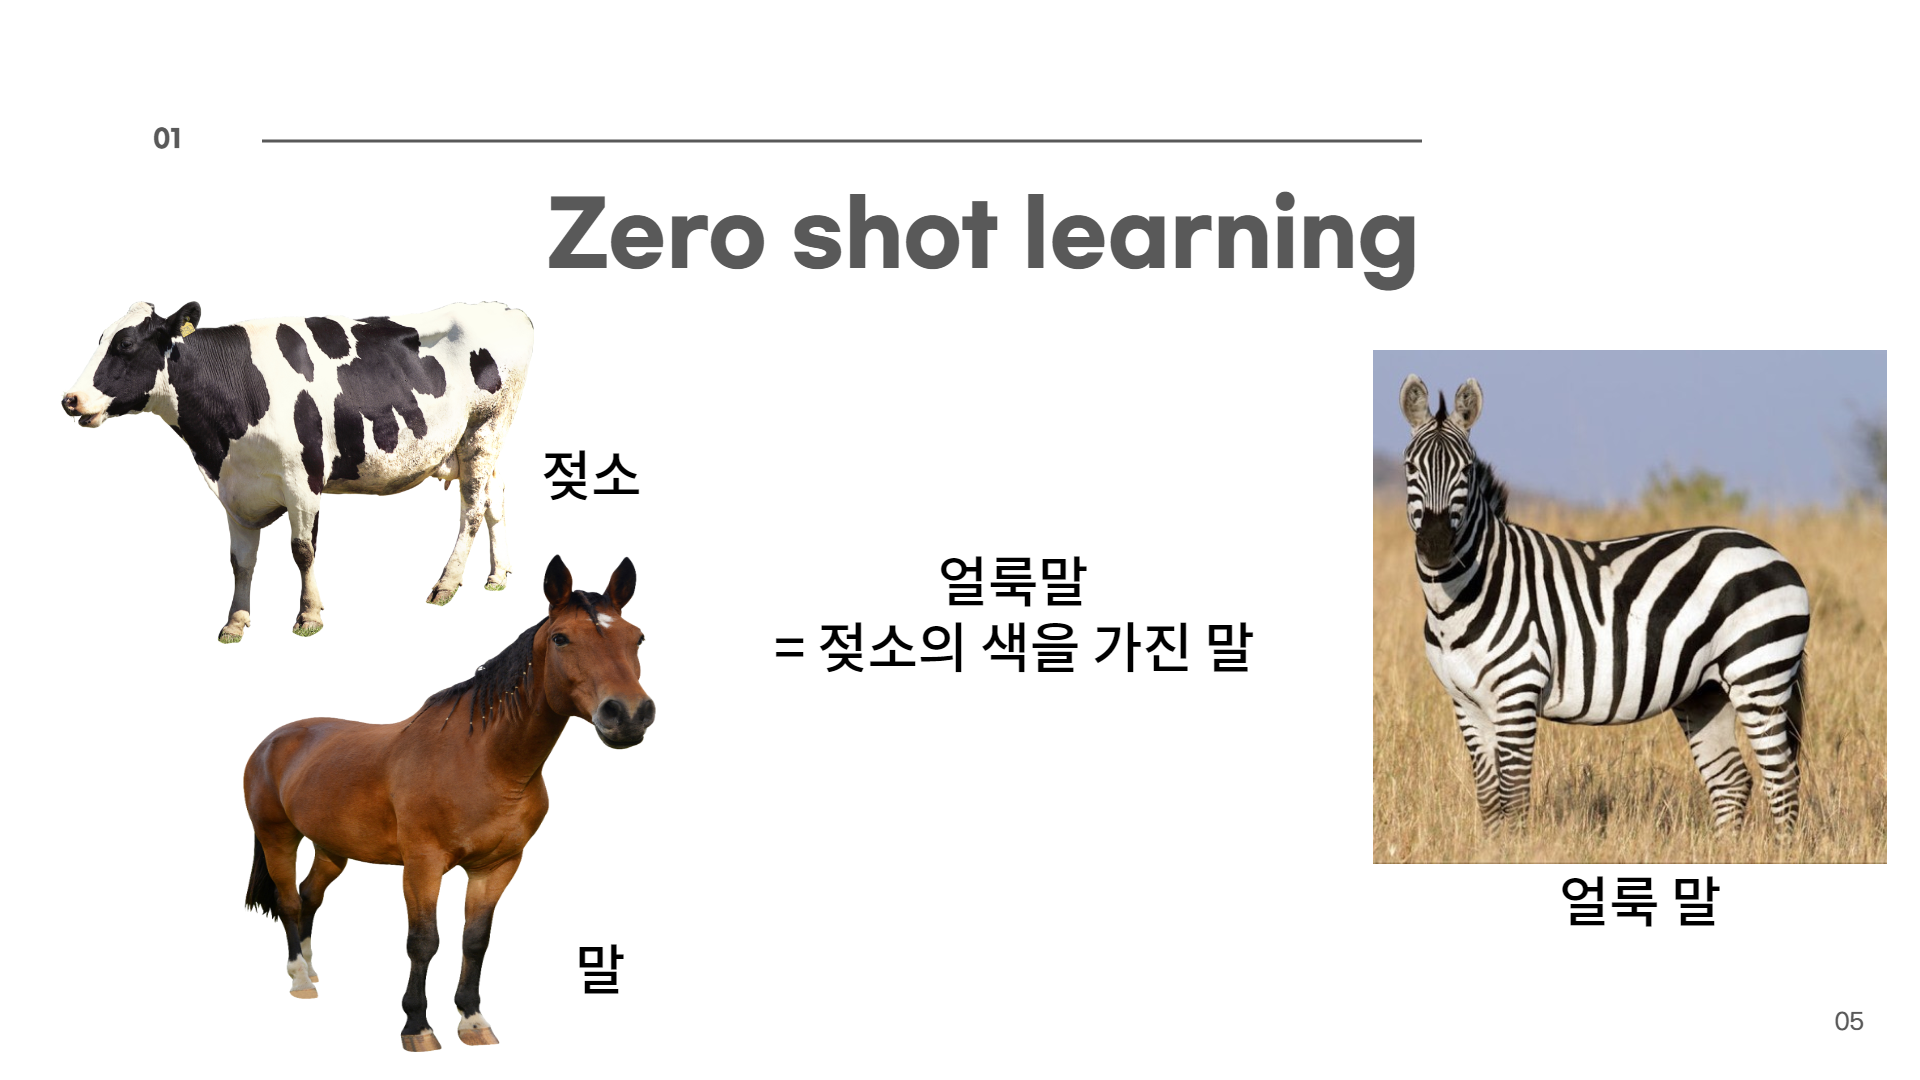 01
Zero shot learning
젖소
얼룩말
= 젖소의 색을 가진 말
얼룩 말
말
05